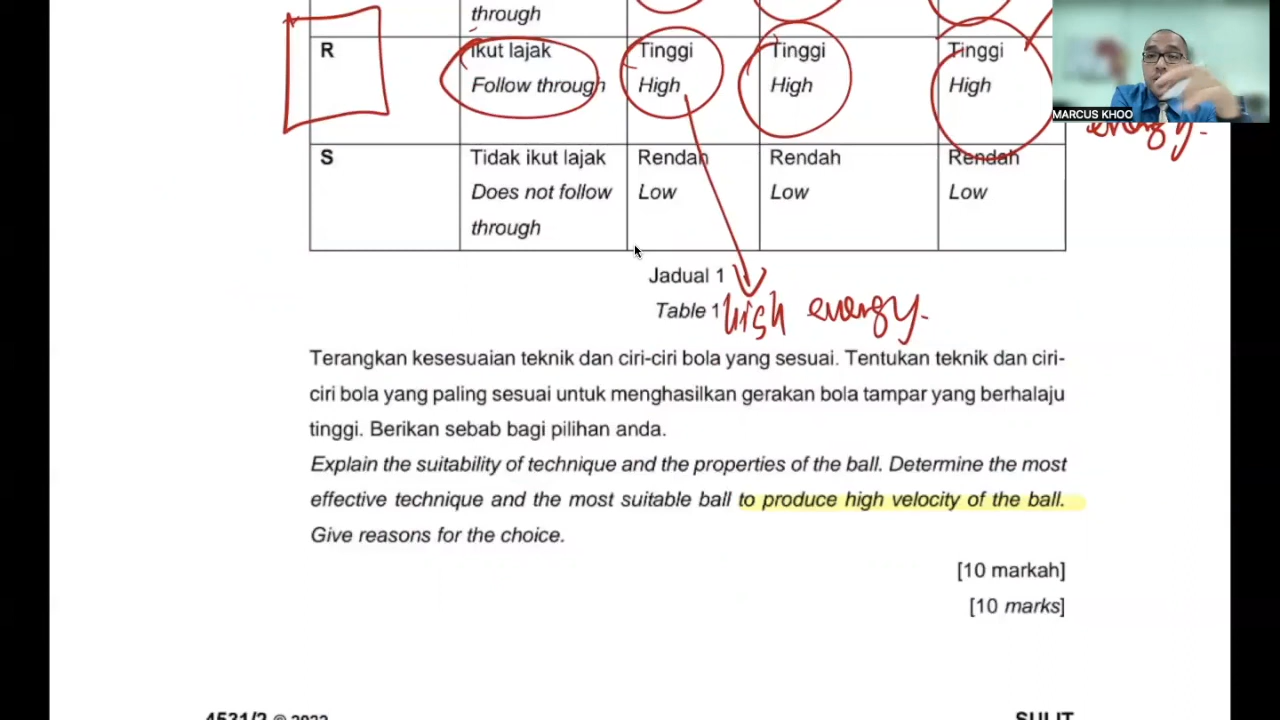 through
R
Ikut lajak
Follow through
Tinggi
High
Tinggi
High
Tinggi
High
MARCUS KHOO
energy.
S
Tidak ikut lajak
Does not follow
through
Rendah
Low
Rendah
Low
Rendah
Low
Jadual 1
Table 1
high energy.
Terangkan kesesuaian teknik dan ciri-ciri bola yang sesuai. Tentukan teknik dan ciri-
ciri bola yang paling sesuai untuk menghasilkan gerakan bola tampar yang berhalaju
tinggi. Berikan sebab bagi pilihan anda.
Explain the suitability of technique and the properties of the ball. Determine the most
effective technique and the most suitable ball to produce high velocity of the ball.
Give reasons for the choice.
[10 markah]
[10 marks]
4531/2 © 2022
SULIT